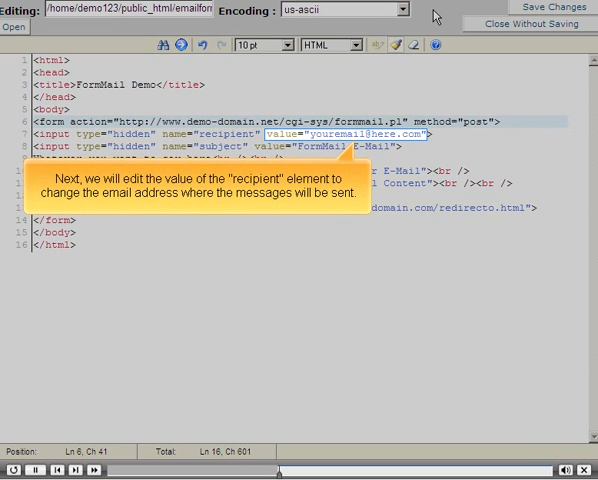 Editing: /home/demo123/public_html/emailforn Encoding : us-ascii Save Changes
Open Close Without Saving
10 pt HTML
1 <html>
2 <head>
3 <title>FormMail Demo</title>
4 </head>
5 <body>
6 <form action="http://www.demo-domain.net/cgi-sys/formmail.pl" method="post">
7 <input type="hidden" name="recipient" value="youremail@here.com">
8 <input type="hidden" name="subject" value="FormMail E-Mail">
r E-Mail"><br />
l Content"><br /><br />
Next, we will edit the value of the "recipient" element to
change the email address where the messages will be sent.
domain.com/redirecto.html">
14 </form>
15 </body>
16 </html>
Position: Ln 6, Ch 41 Total: Ln 16, Ch 601